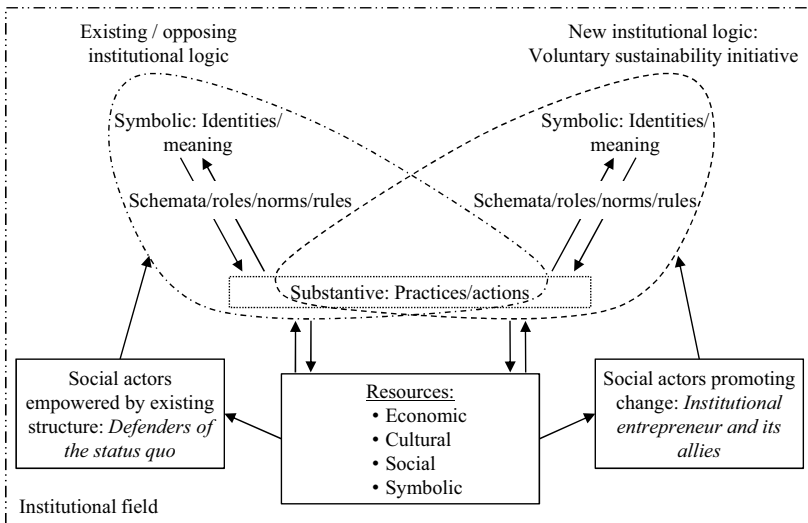 Existing / opposing
institutional logic
New institutional logic:
Voluntary sustainability initiative
Symbolic: Identities/
meaning
Symbolic: Identities/
meaning
Schemata/roles/norms/rules
Schemata/roles/norms/rules
Substantive: Practices/actions
Social actors
empowered by existing
structure: Defenders of
the status quo
Resources:
• Economic
• Cultural
• Social
• Symbolic
Social actors promoting
change: Institutional
entrepreneur and its
allies
Institutional field